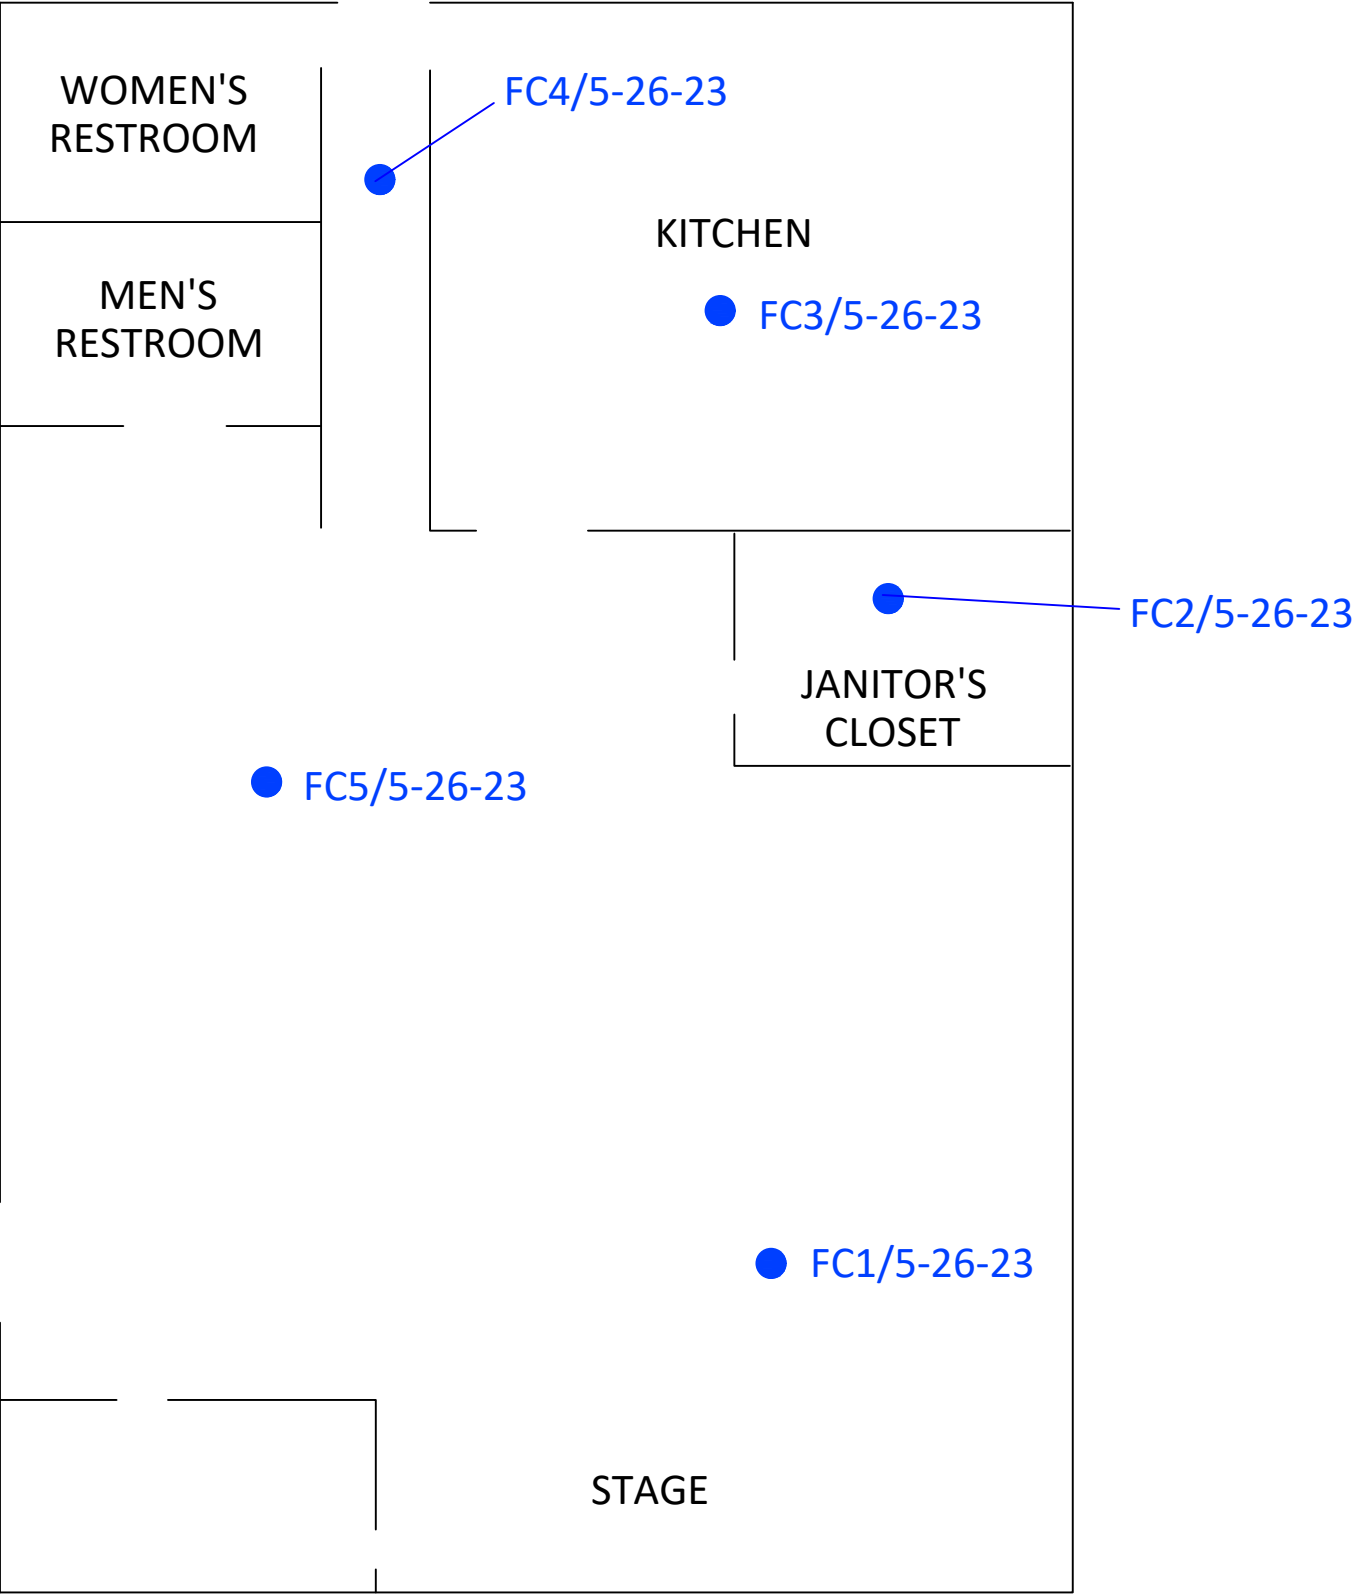 WOMEN'S
RESTROOM
FC4/5-26-23
KITCHEN
MEN'S
RESTROOM
FC3/5-26-23
FC2/5-26-23
JANITOR'S
CLOSET
FC5/5-26-23
FC1/5-26-23
STAGE